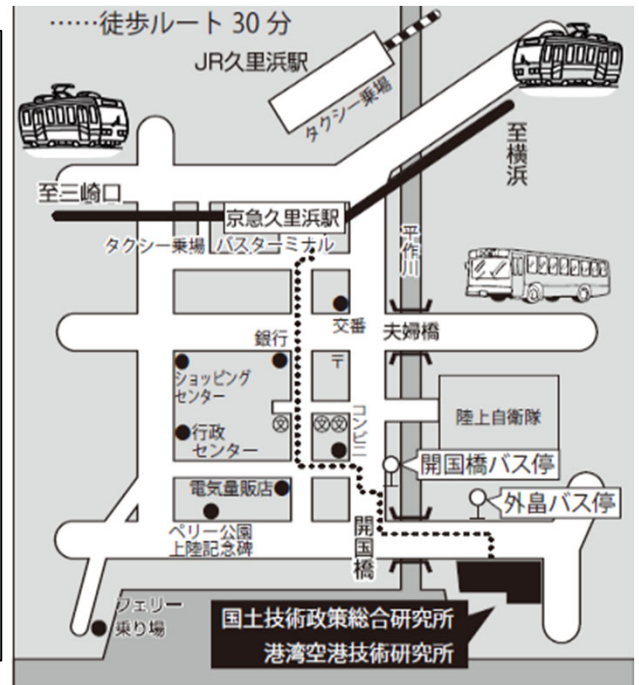 ……徒歩ルート 30 分
JR久里浜駅
タクシー乗場
至横浜
至三崎口
京急久里浜駅
タクシー乗場 バスターミナル
平作川
交番
夫婦橋
銀行
〒
ショッピング
センター
コンビニ
陸上自衛隊
文
文文
行政
センター
開国橋バス停
電気量販店
外畠バス停
ペリー公園
上陸記念碑
開国橋
フェリー
乗り場
国土技術政策総合研究所
港湾空港技術研究所